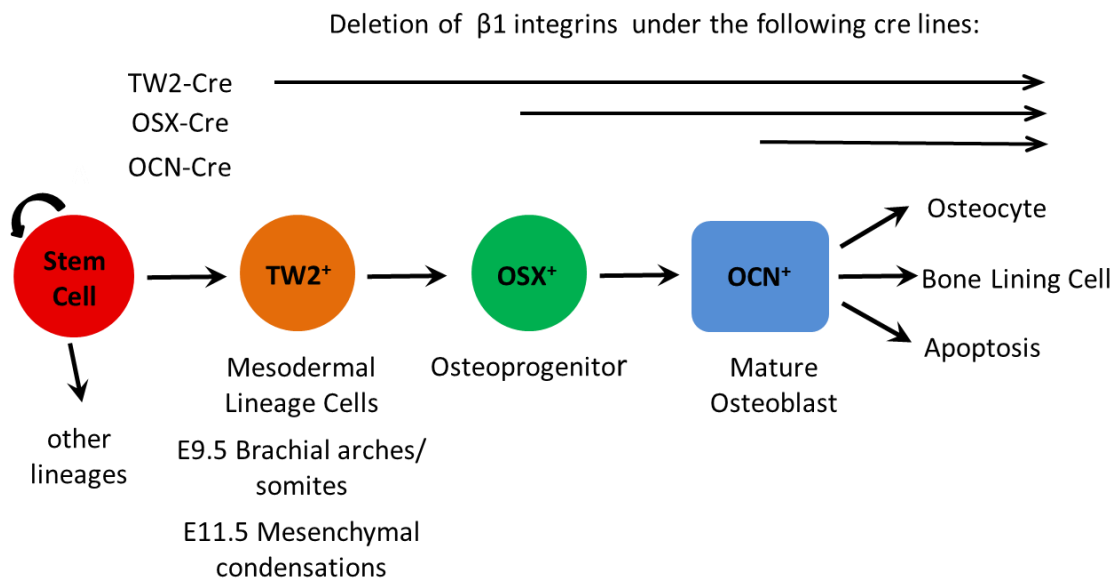 Deletion of β1 integrins under the following cre lines:
TW2-Cre
OSX-Cre
OCN-Cre
Stem
Cell
TW2⁺
OSX⁺
OCN⁺
Osteocyte
Bone Lining Cell
Apoptosis
Mesodermal
Lineage Cells
Osteoprogenitor
Mature
Osteoblast
other
lineages
E9.5 Brachial arches/
somites
E11.5 Mesenchymal
condensations